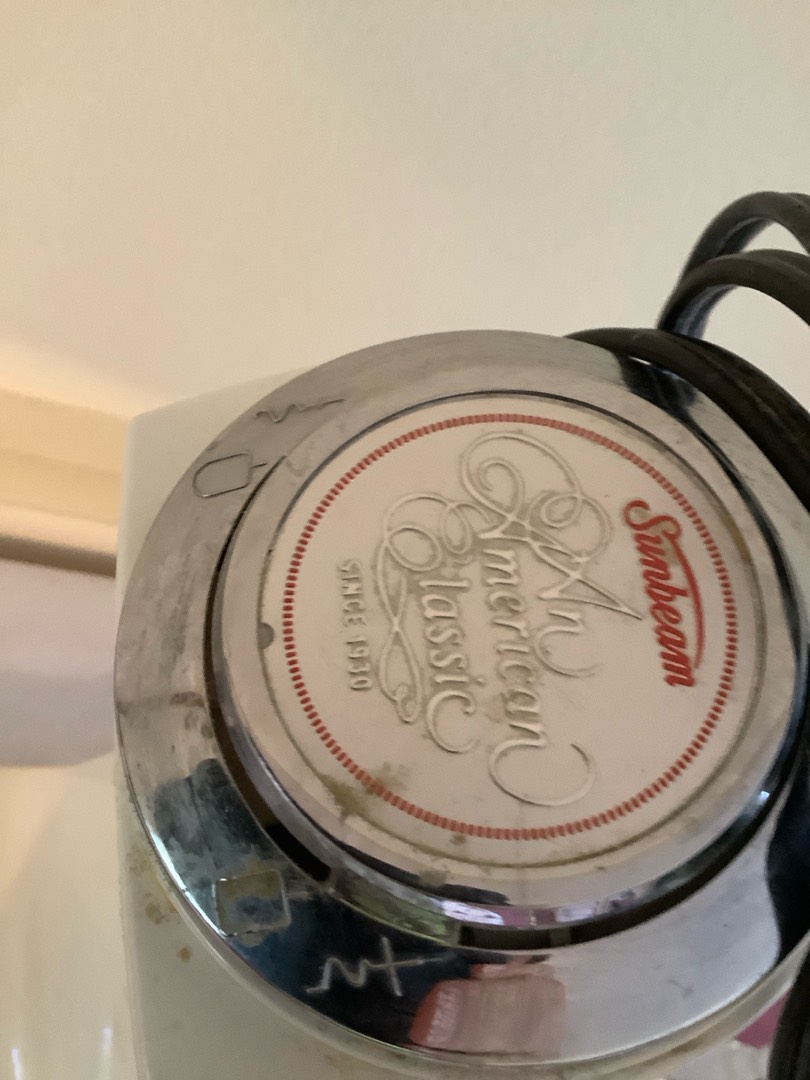 Sunbeam
An
American
Classic
SINCE 1930